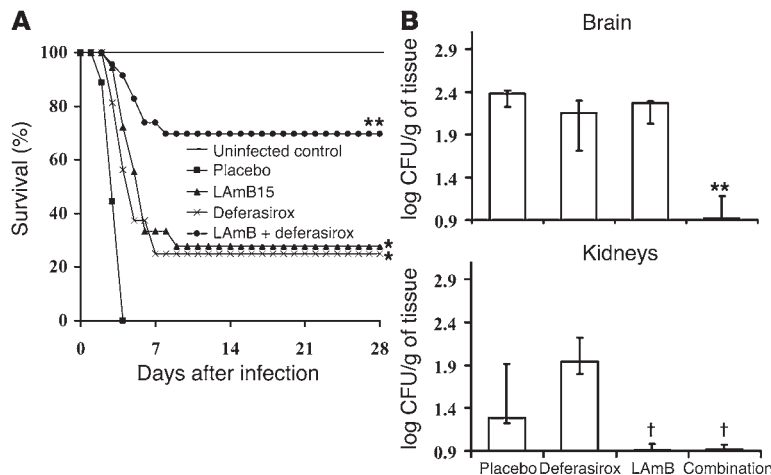 A
Survival (%)
100
80
60
40
20
0
0 7 14 21 28
Days after infection
Uninfected control
Placebo
LAmB15
Deferasirox
LAmB + deferasirox
**
*
*
B
Brain
log CFU/g of tissue
2.9
2.4
1.9
1.4
0.9
**
Kidneys
log CFU/g of tissue
2.9
2.4
1.9
1.4
0.9
† †
Placebo Deferasirox LAmB Combination